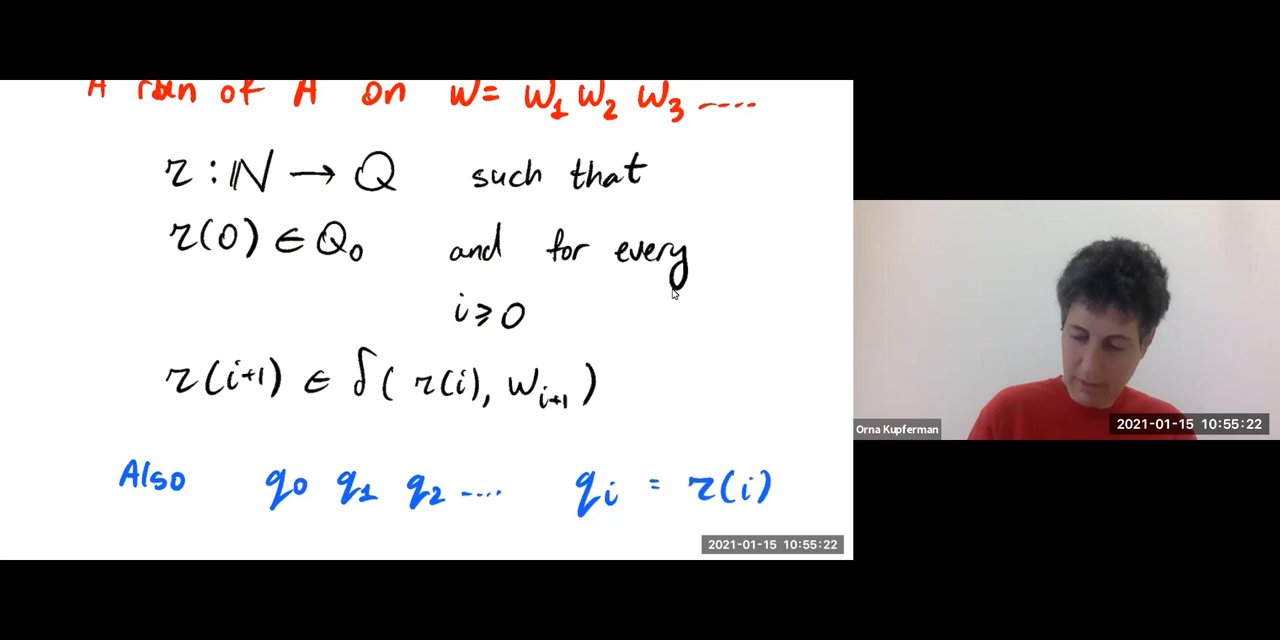 A run of A on w= w₁ w₂ w₃ ----
r : ℕ → Q such that
r(0) ∈ Q₀ and for every
i ≥ 0
r(i+1) ∈ δ( r(i), wᵢ₊₁ )
Also q₀ q₁ q₂ .... qᵢ = r(i)
2021-01-15 10:55:22
Orna Kupferman
2021-01-15 10:55:22